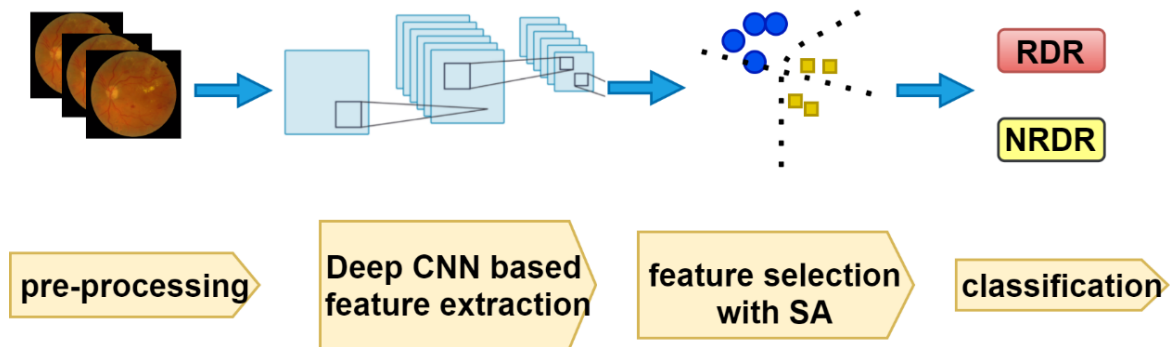 RDR
NRDR
pre-processing
Deep CNN based
feature extraction
feature selection
with SA
classification